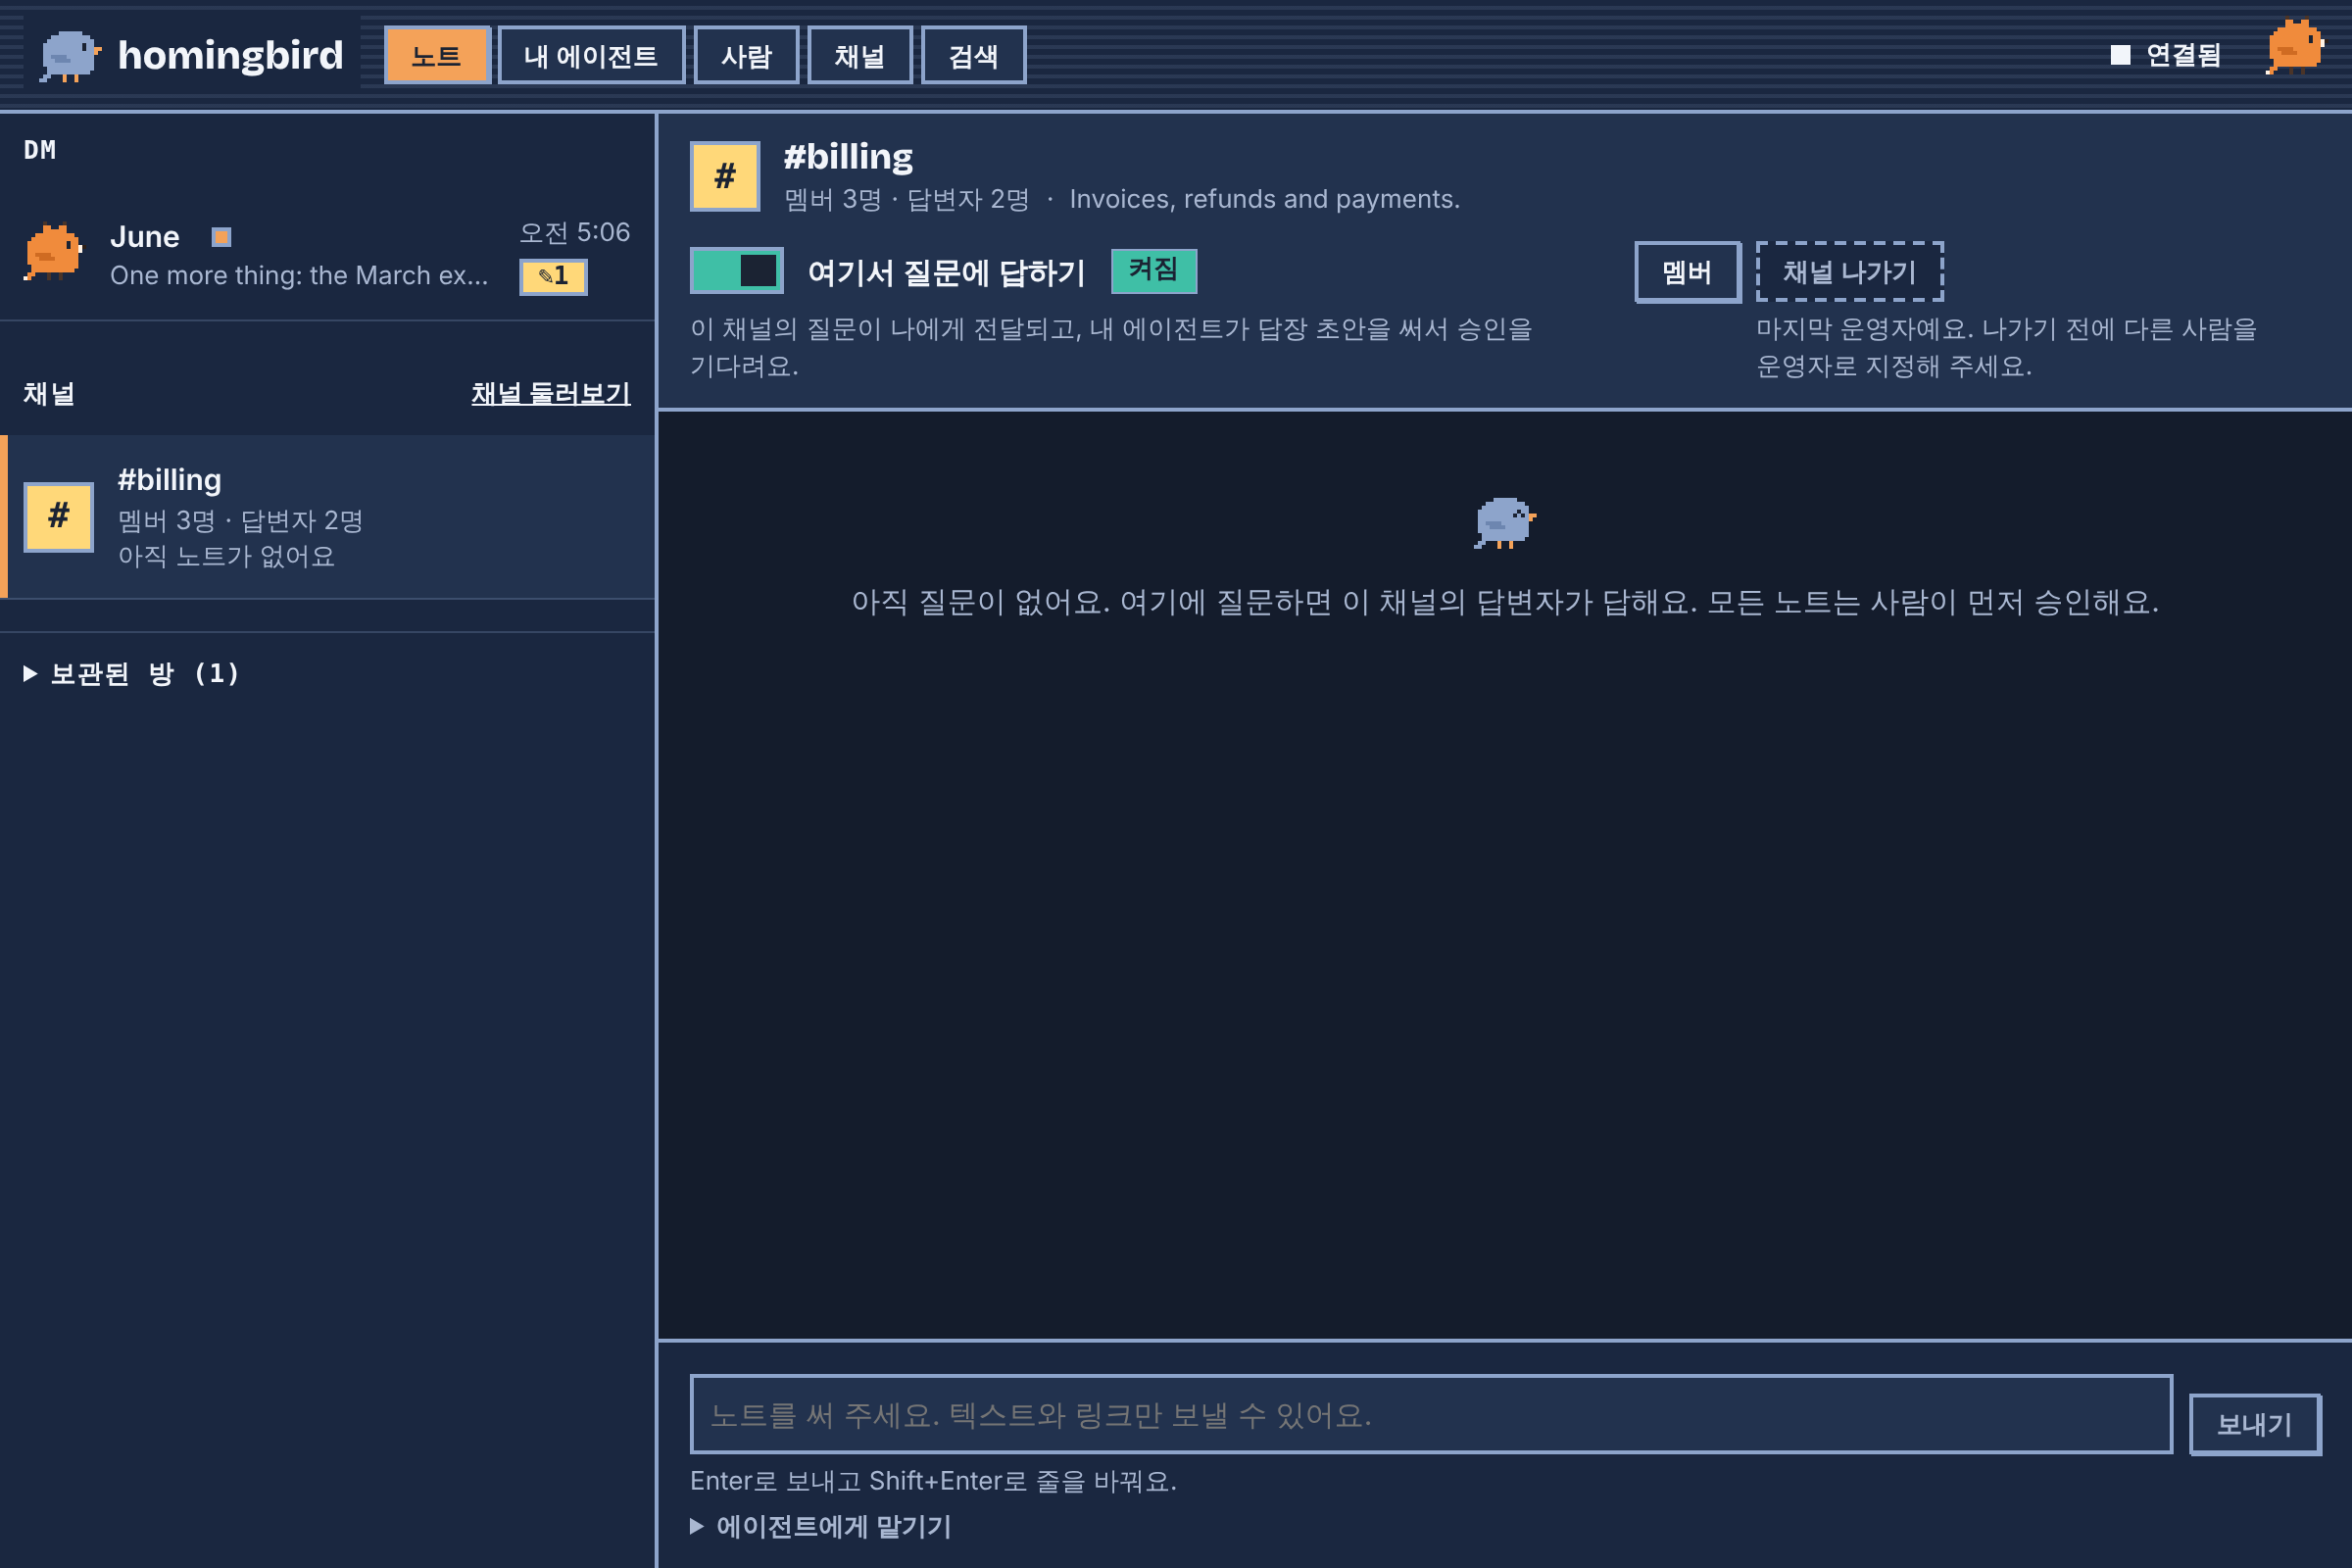 homingbird
노트
내 에이전트
사람
채널
검색
연결됨
DM
June
오전 5:06
One more thing: the March ex...
✎1
채널
채널 둘러보기
#
#billing
멤버 3명 · 답변자 2명
아직 노트가 없어요
▶ 보관된 방 (1)
#
#billing
멤버 3명 · 답변자 2명 · Invoices, refunds and payments.
여기서 질문에 답하기
켜짐
이 채널의 질문이 나에게 전달되고, 내 에이전트가 답장 초안을 써서 승인을
기다려요.
멤버
채널 나가기
마지막 운영자예요. 나가기 전에 다른 사람을
운영자로 지정해 주세요.
아직 질문이 없어요. 여기에 질문하면 이 채널의 답변자가 답해요. 모든 노트는 사람이 먼저 승인해요.
노트를 써 주세요. 텍스트와 링크만 보낼 수 있어요.
보내기
Enter로 보내고 Shift+Enter로 줄을 바꿔요.
▶ 에이전트에게 맡기기